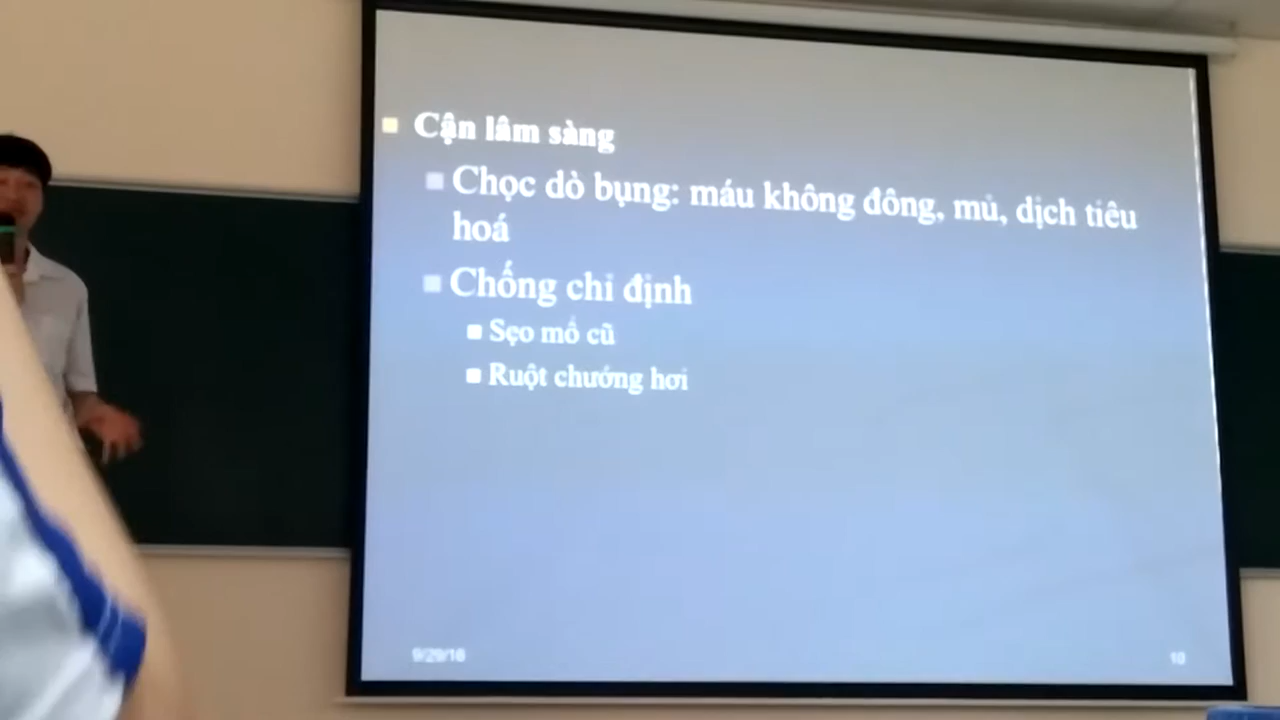 Cận lâm sàng
Chọc dò bụng: máu không đông, mủ, dịch tiêu
hoá
Chống chỉ định
Sẹo mổ cũ
Ruột chướng hơi
9/29/16
10